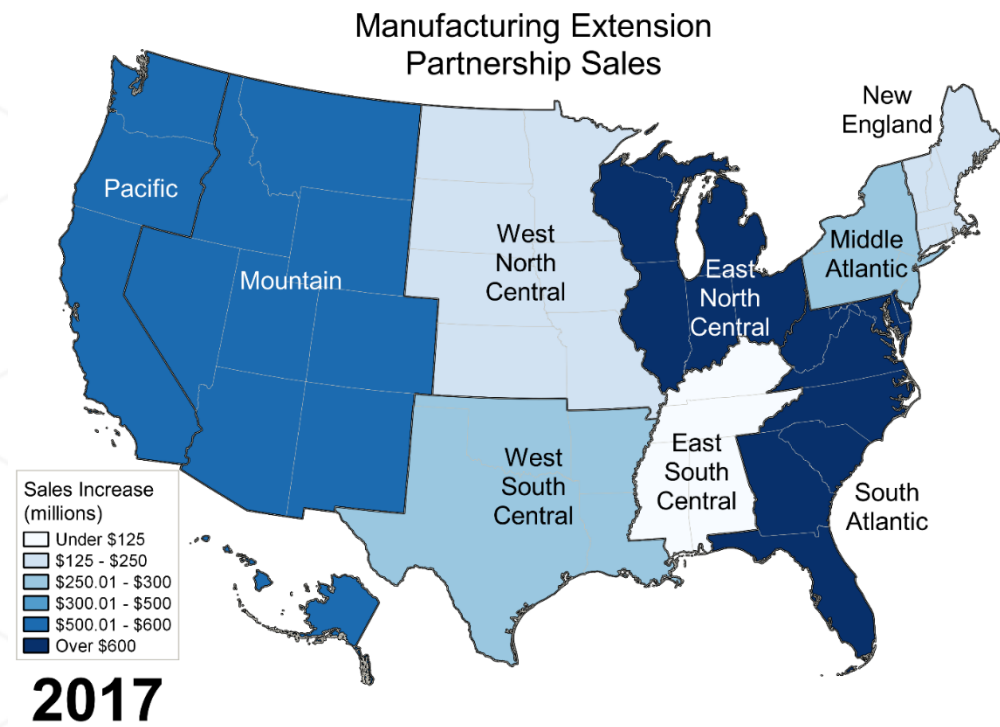 Manufacturing Extension
Partnership Sales
New
England
Pacific
Mountain
West
North
Central
East
North
Central
Middle
Atlantic
West
South
Central
East
South
Central
South
Atlantic
Sales Increase
(millions)
Under $125
$125 - $250
$250.01 - $300
$300.01 - $500
$500.01 - $600
Over $600
2017